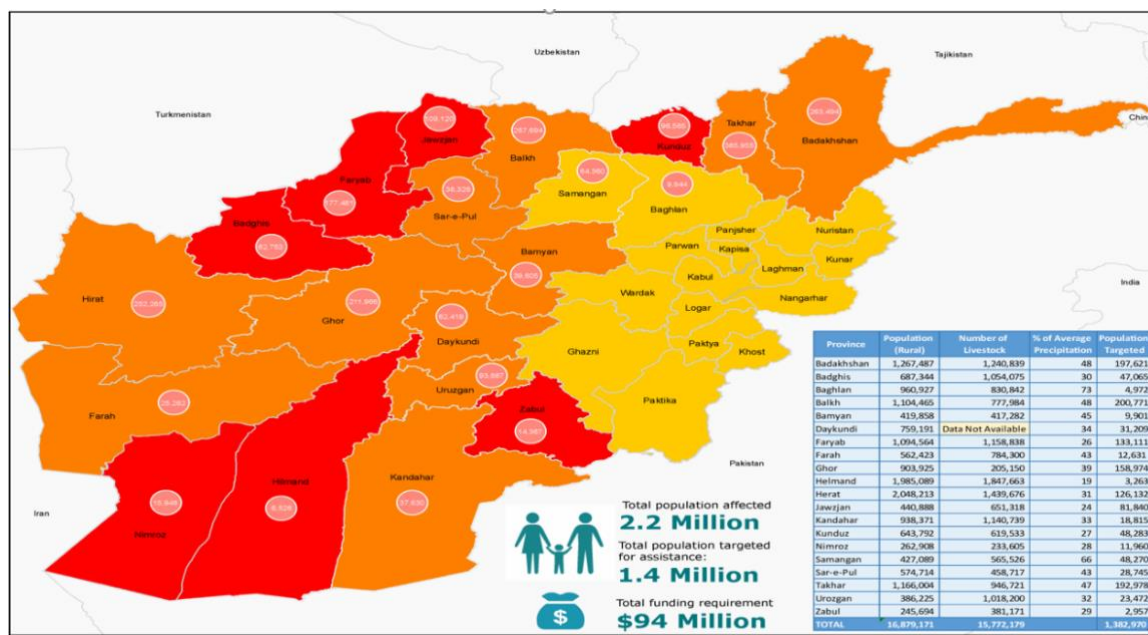 Uzbekistan
Tajikistan
Turkmenistan
China
Jawzjan
Balkh
Kunduz
Takhar
Badakhshan
Faryab
Samangan
Sar-e-Pul
Baghlan
Badghis
Panjsher
Nuristan
Bamyan
Parwan
Kapisa
Kunar
Laghman
Kabul
Hirat
Wardak
Nangarhar
India
Ghor
Logar
Daykundi
Paktya
Khost
Ghazni
Uruzgan
Farah
Zabul
Paktika
Kandahar
Hilmand
Pakistan
Iran
Nimroz
Total population affected
2.2 Million
Total population targeted
for assistance:
1.4 Million
Total funding requirement
$94 Million
$
Province Population (Rural) Number of Livestock % of Average Precipitation Population Targeted
Badakhshan 1,267,487 1,240,839 48 197,621
Badghis 687,344 1,054,075 30 47,065
Baghlan 960,927 830,842 73 4,972
Balkh 1,104,465 777,984 48 200,771
Bamyan 419,858 417,282 45 9,901
Daykundi 759,191 Data Not Available 34 31,209
Faryab 1,094,564 1,158,838 26 133,111
Farah 562,423 784,300 43 12,631
Ghor 903,925 205,150 39 158,974
Helmand 1,985,089 1,847,663 19 3,263
Herat 2,048,213 1,439,676 31 126,132
Jawzjan 440,888 651,318 24 81,840
Kandahar 938,371 1,140,739 33 18,815
Kunduz 643,792 619,533 27 48,283
Nimroz 262,908 233,605 28 11,960
Samangan 427,089 565,526 66 48,270
Sar-e-Pul 574,714 458,717 43 28,745
Takhar 1,166,004 946,721 47 192,978
Urozgan 386,225 1,018,200 32 23,472
Zabul 245,694 381,171 29 2,957
TOTAL 16,879,171 15,772,179 1,382,970